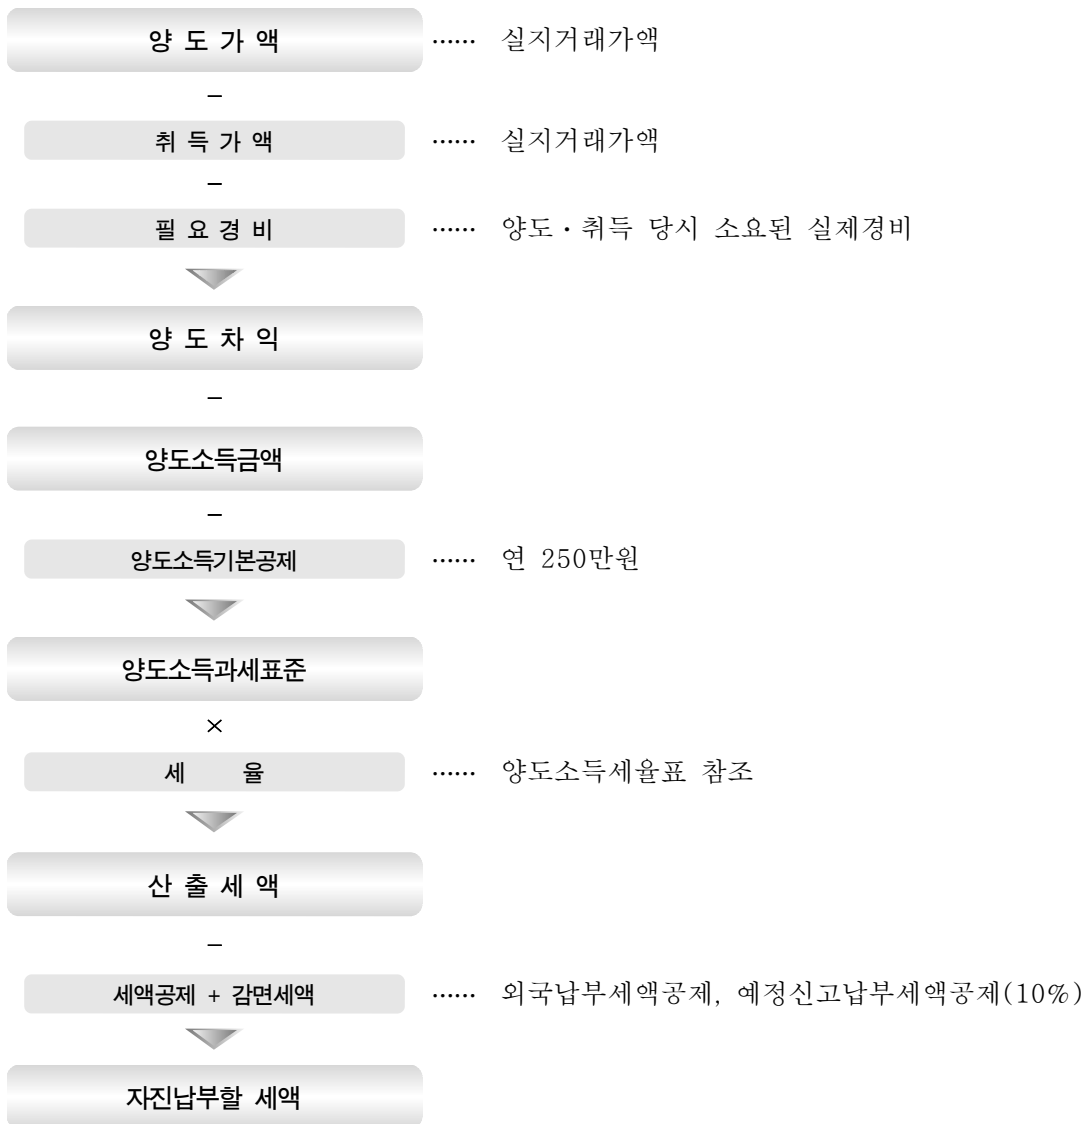 양 도 가 액 …… 실지거래가액
－
취 득 가 액 …… 실지거래가액
－
필 요 경 비 …… 양도·취득 당시 소요된 실제경비
양 도 차 익
－
양도소득금액
－
양도소득기본공제 …… 연 250만원
양도소득과세표준
×
세 율 …… 양도소득세율표 참조
산 출 세 액
－
세액공제 + 감면세액 …… 외국납부세액공제, 예정신고납부세액공제(10%)
자진납부할 세액